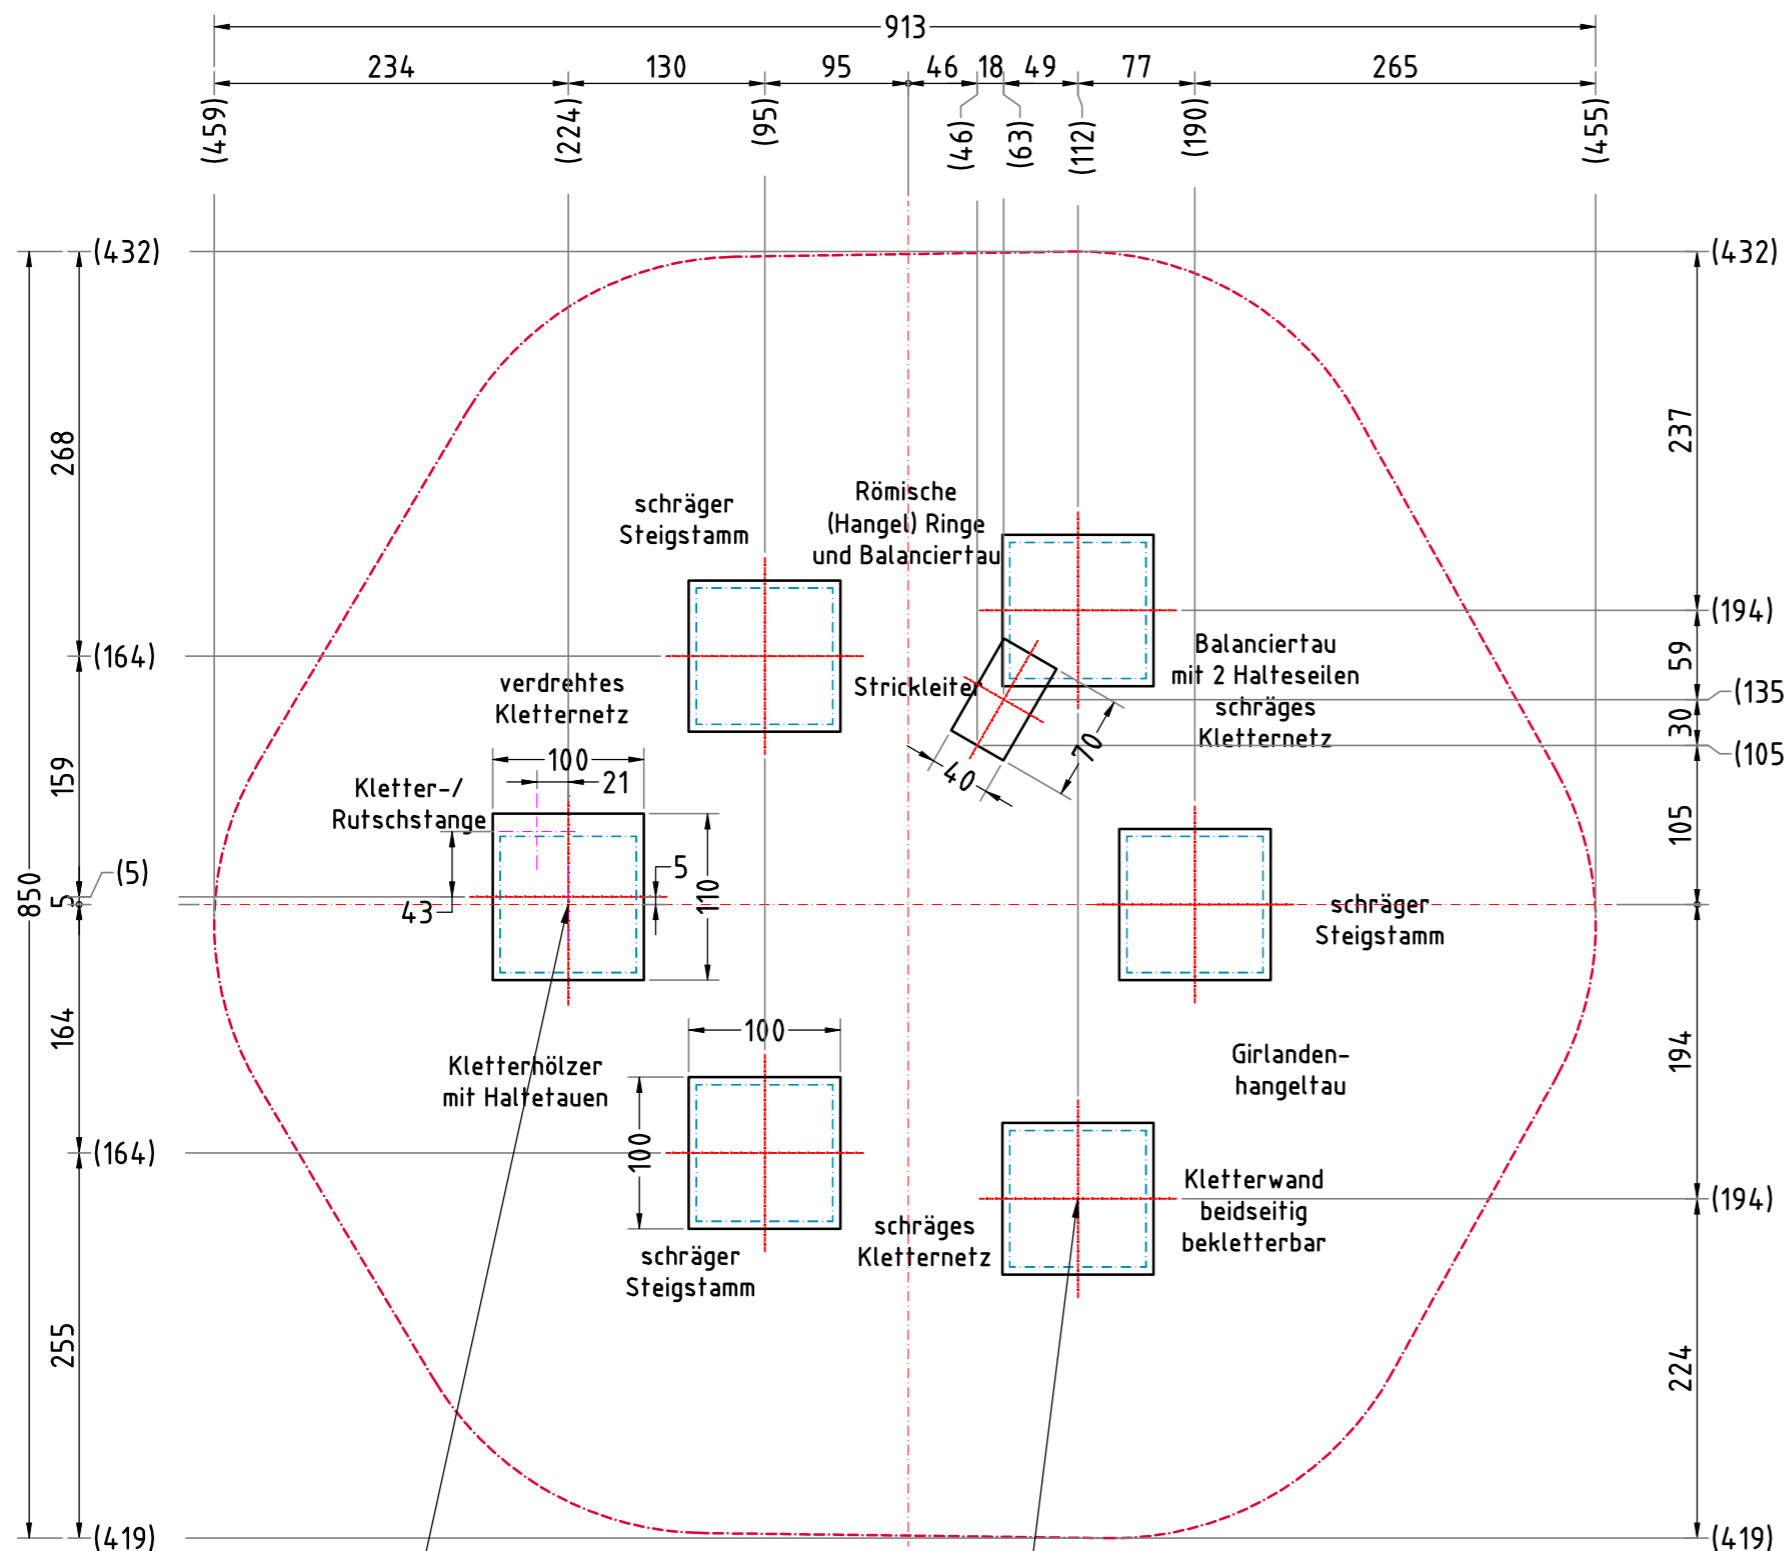 913
234
130
95
46
18
49
77
265
(459)
(224)
(95)
(46)
(63)
(112)
(190)
(455)
(432)
(432)
268
237
schräger
Steigstamm
Römische
(Hangel) Ringe
und Balanciertau
(194)
(164)
Balanciertau
mit 2 Halteseilen
schräges
Kletternetz
59
verdrehtes
Kletternetz
Strickleiter
(135
30
(105
70
40
100
21
159
Kletter-/
Rutschstange
105
(5)
5
850
5
43
110
schräger
Steigstamm
164
100
194
Kletterhölzer
mit Haltetauen
Girlanden-
hangeltau
(164)
100
Kletterwand
beidseitig
bekletterbar
(194)
schräges
Kletternetz
schräger
Steigstamm
255
224
(419)
(419)